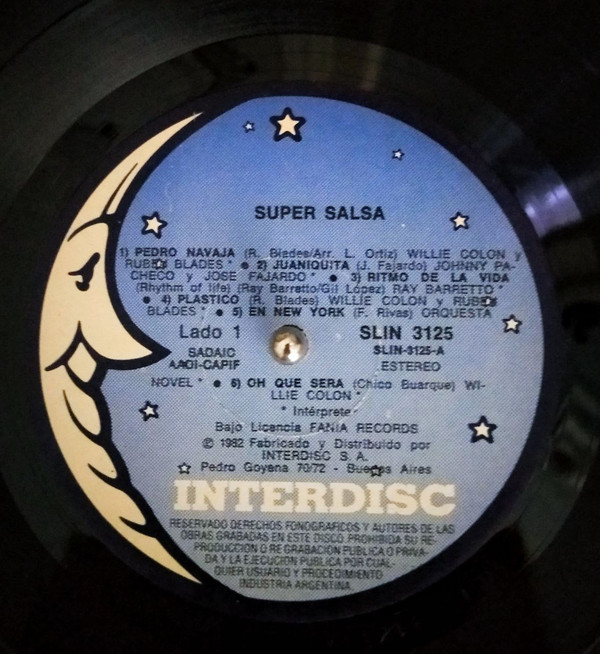 SUPER SALSA
1) PEDRO NAVAJA (R. Blades/Arr. L. Ortiz) WILLIE COLON y
RUBEN BLADES * ● 2) JUANIQUITA (J. Fajardo) JOHNNY PA-
CHECO y JOSE FAJARDO * ● 3) RITMO DE LA VIDA
(Rhythm of life) (Ray Barretto/Gil López) RAY BARRETTO *
● 4) PLASTICO (R. Blades) WILLIE COLON y RUBEN
BLADES * ● 5) EN NEW YORK (F. Rivas) ORQUESTA
Lado 1 SLIN 3125
SADAIC SLIN-3125-A
AADI-CAPIF ESTEREO
NOVEL * ● 6) OH QUE SERA (Chico Buarque) WI-
LLIE COLON *
* Intérprete
Bajo Licencia FANIA RECORDS
© 1982 Fabricado y Distribuido por
INTERDISC S. A.
Pedro Goyena 70/72 - Buenos Aires
INTERDISC
RESERVADO DERECHOS FONOGRAFICOS Y AUTORES DE LAS
OBRAS GRABADAS EN ESTE DISCO. PROHIBIDA SU RE-
PRODUCCION O RE GRABACION PUBLICA O PRIVA-
DA Y LA EJECUCION PUBLICA POR CUAL-
QUIER USUARIO Y PROCEDIMIENTO
INDUSTRIA ARGENTINA